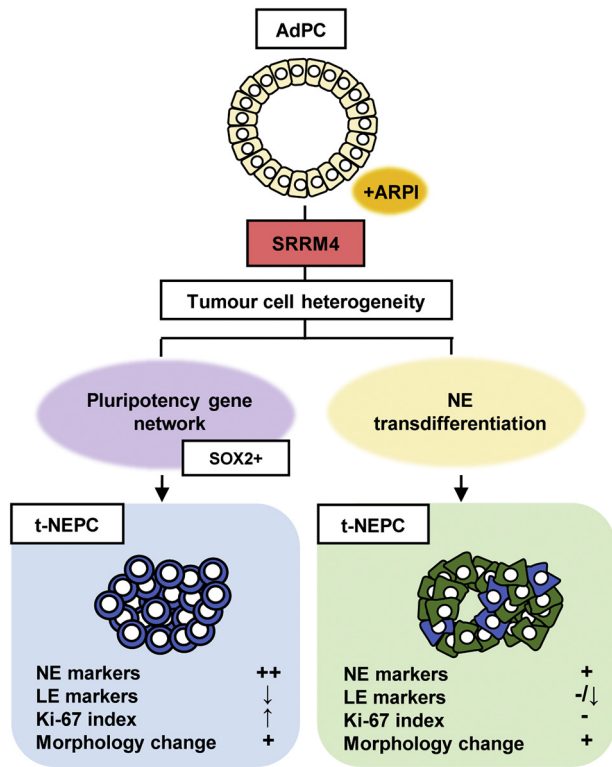 AdPC
+ARPI
SRRM4
Tumour cell heterogeneity
Pluripotency gene
network
SOX2+
NE
transdifferentiation
t-NEPC
NE markers ++
LE markers ↓
Ki-67 index ↑
Morphology change +
t-NEPC
NE markers +
LE markers -/↓
Ki-67 index -
Morphology change +